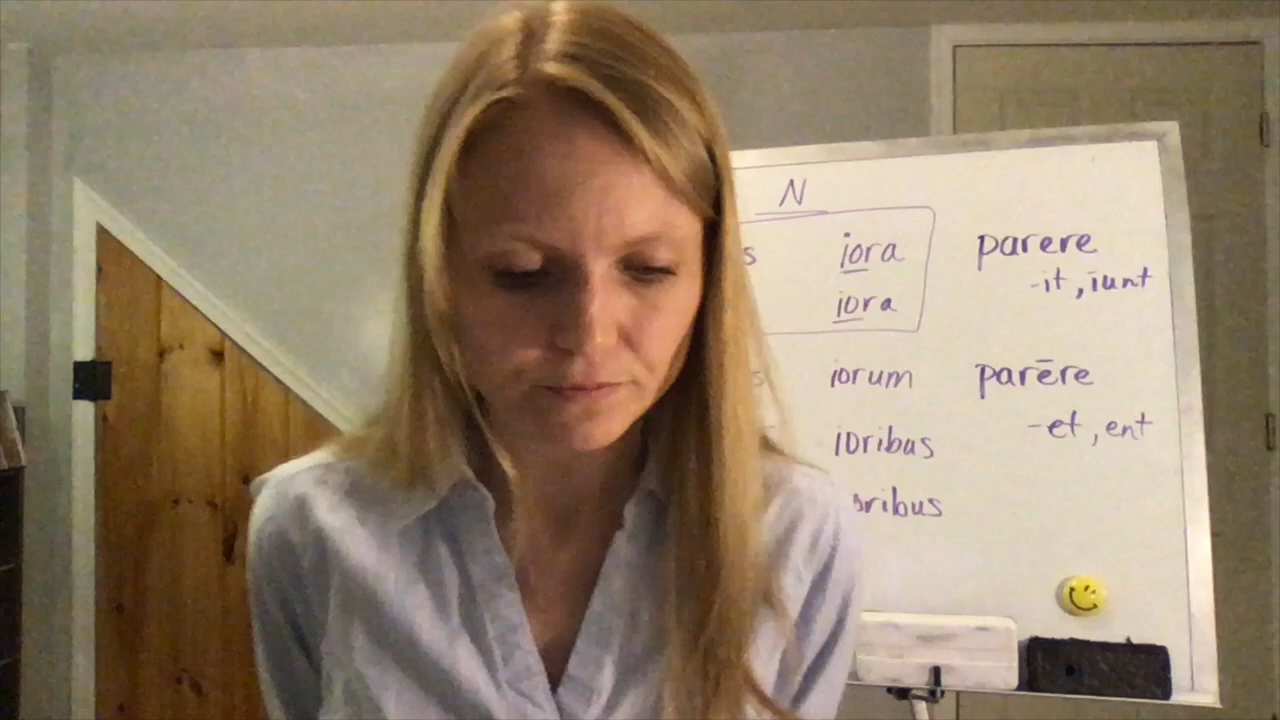 N
s iora
iora
s iorum
ioribus
oribus
parere
-it, iunt
parēre
-et, ent